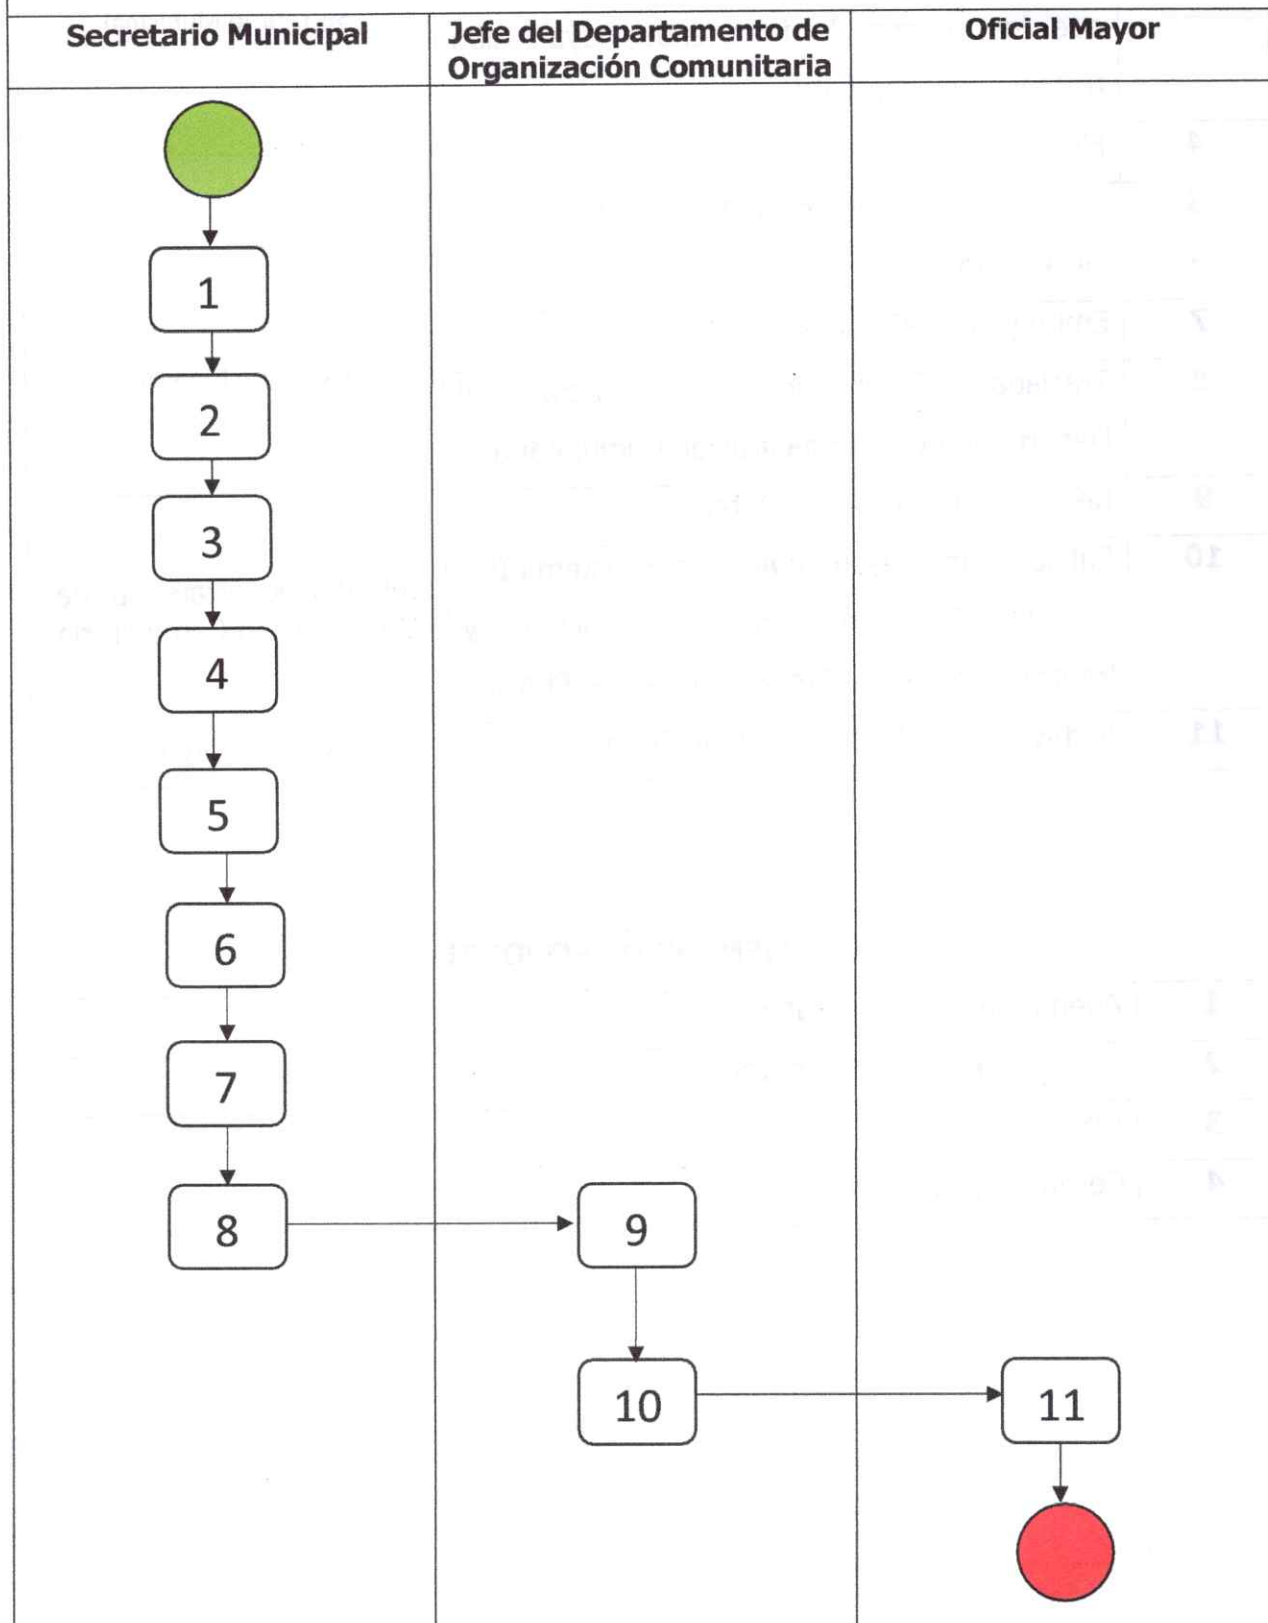 Secretario Municipal
Jefe del Departamento de
Organización Comunitaria
Oficial Mayor
1
2
3
4
5
6
7
8
9
10
11